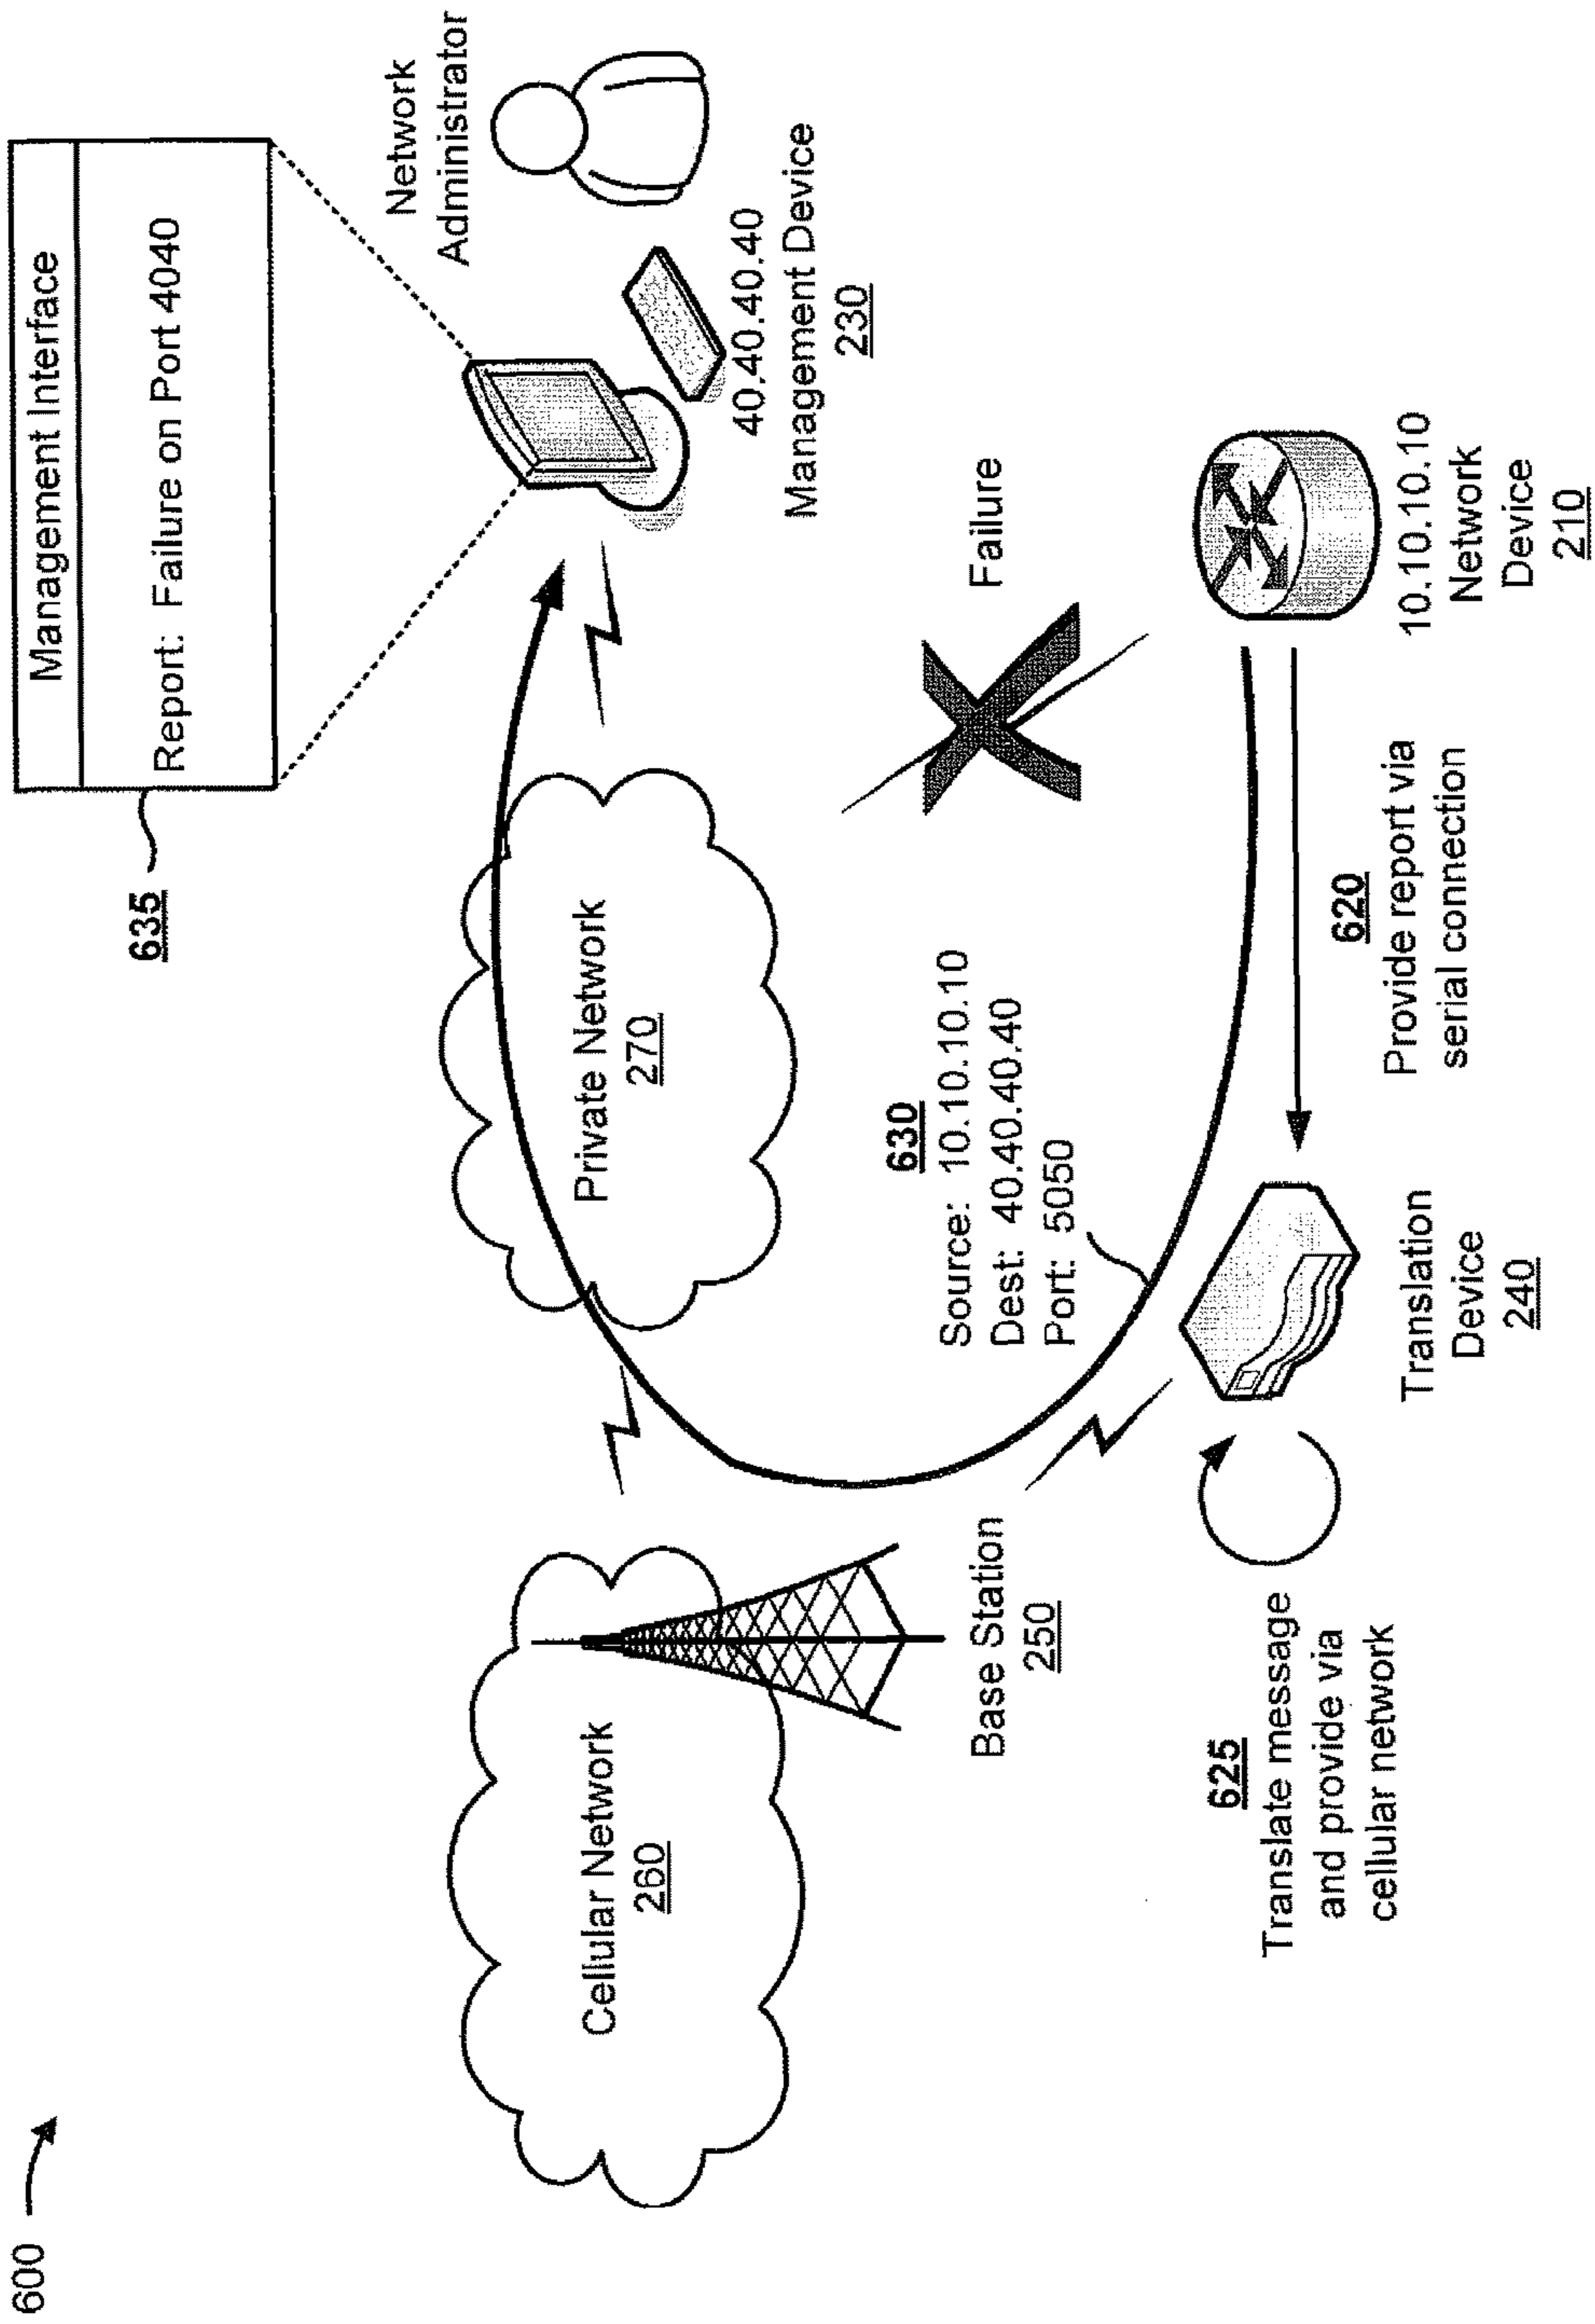 600
Management Interface
Report: Failure on Port 4040
635
Network
Administrator
40.40.40.40
Management Device
230
Cellular Network
260
Private Network
270
Failure
Base Station
250
630
Source: 10.10.10.10
Dest: 40.40.40.40
Port: 5050
625
Translate message
and provide via
cellular network
Translation
Device
240
620
Provide report via
serial connection
10.10.10.10
Network
Device
210